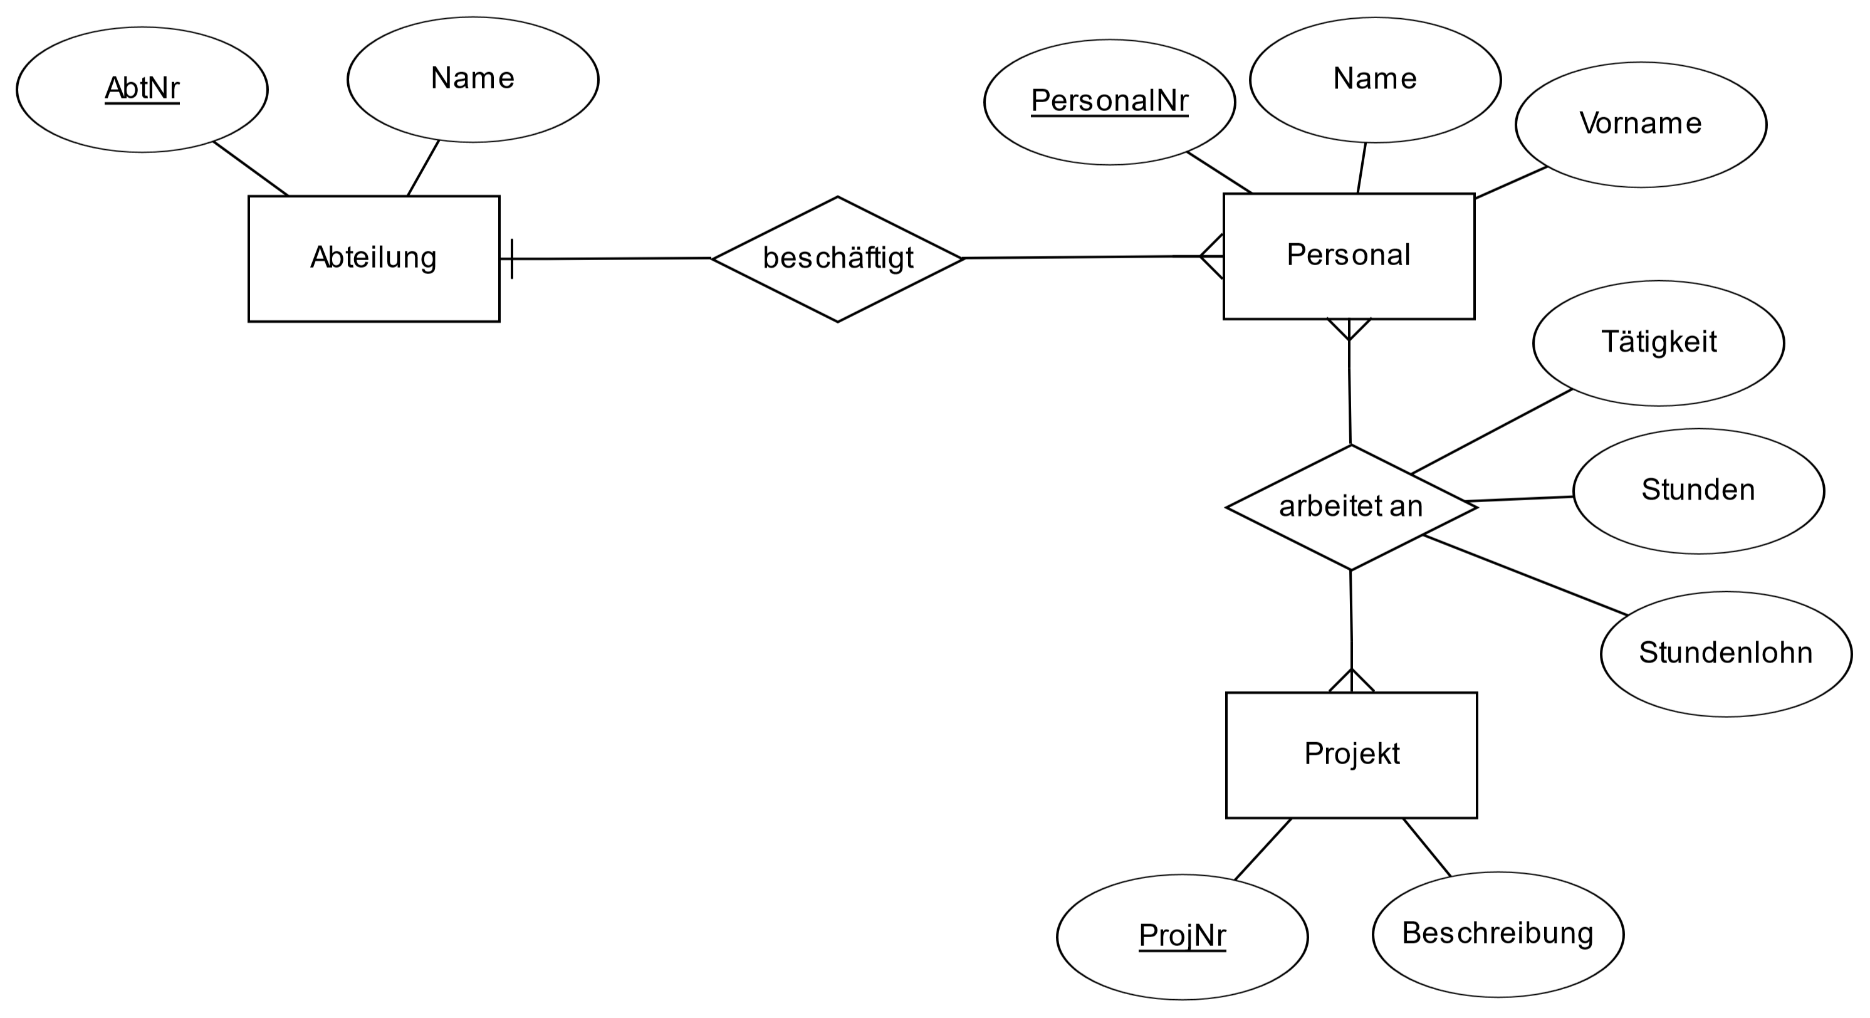 AbtNr
Name
PersonalNr
Name
Vorname
Abteilung
beschäftigt
Personal
Tätigkeit
Stunden
arbeitet an
Stundenlohn
Projekt
ProjNr
Beschreibung